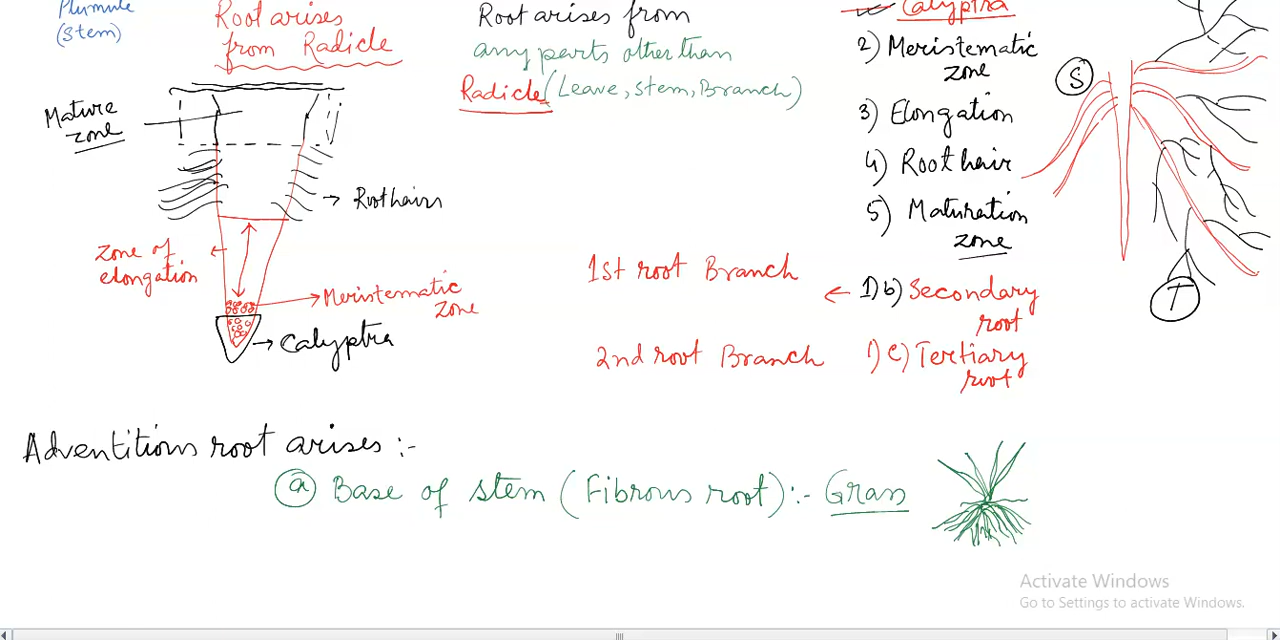 Plumule
(Stem)
Root arises
from Radicle
Root arises from
any parts other than
Radicle (Leave, Stem, Branch)
Calyptra
2) Meristematic
zone
3) Elongation
4) Root hair
5) Maturation
zone
S
Mature
zone
→ Root hairs
zone of
elongation
→ Meristematic
zone
→ Calyptra
1st root Branch
← 1) b) Secondary
root
2nd root Branch
1) c) Tertiary
root
T
Adventitions root arises :-
(a) Base of stem (Fibrous root) :- Grass
Activate Windows
Go to Settings to activate Windows.